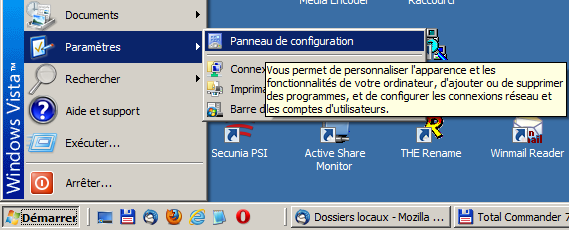 Media Encoder
Raccourci
Windows Vista™
Documents
Paramètres
Rechercher
Aide et support
Exécuter...
Arrêter...
Panneau de configuration
Connex
Imprima
Barre d
Vous permet de personnaliser l'apparence et les
fonctionnalités de votre ordinateur, d'ajouter ou de supprimer
des programmes, et de configurer les connexions réseau et
les comptes d'utilisateurs.
Secunia PSI
Active Share
Monitor
THE Rename
Winmail Reader
Démarrer
Dossiers locaux - Mozilla ...
Total Commander 7